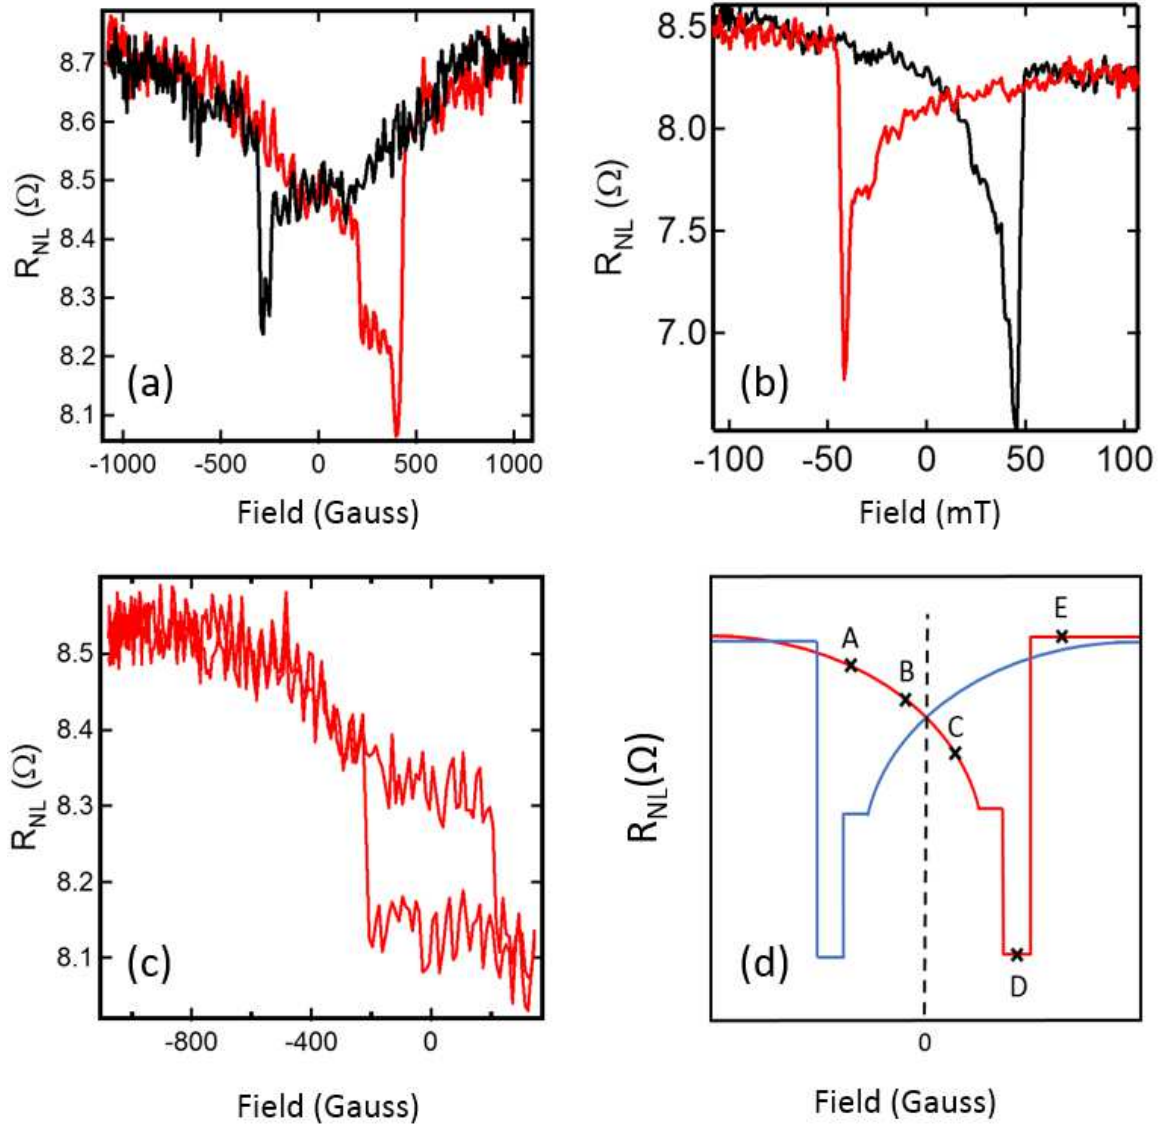 8.7
8.6
8.5
8.4
8.3
8.2
8.1
R_NL (Ω)
(a)
-1000 -500 0 500 1000
Field (Gauss)
8.5
8.0
7.5
7.0
R_NL (Ω)
(b)
-100 -50 0 50 100
Field (mT)
8.5
8.4
8.3
8.2
8.1
R_NL (Ω)
(c)
-800 -400 0
Field (Gauss)
A
B
C
D
E
R_NL(Ω)
(d)
0
Field (Gauss)